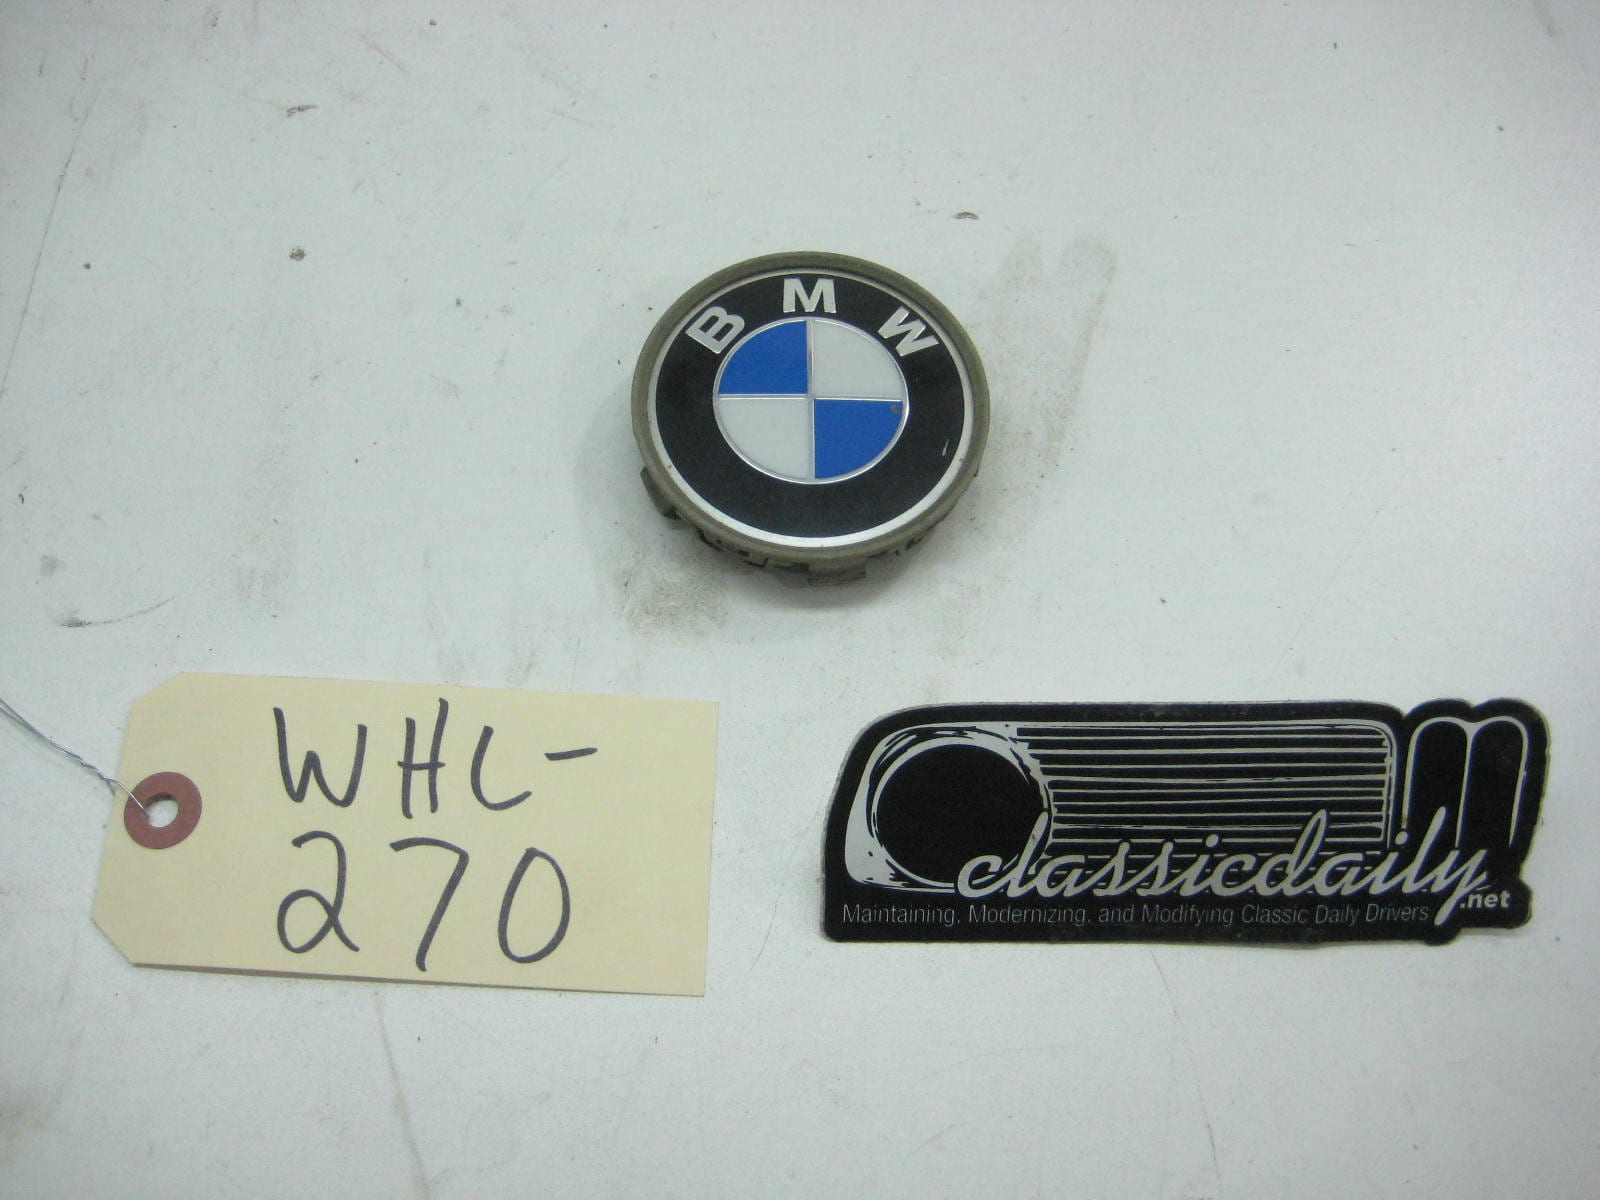 BMW
WHL-
270
classicdaily
.net
Maintaining, Modernizing, and Modifying Classic Daily Drivers